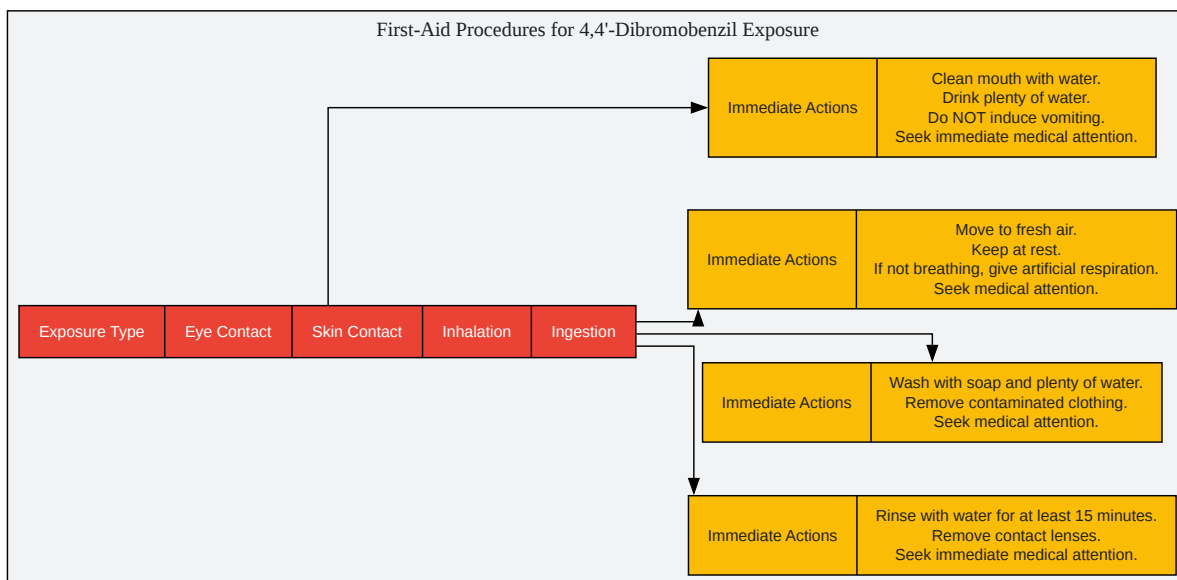 First-Aid Procedures for 4,4'-Dibromobenzil Exposure
Immediate Actions
Clean mouth with water.
Drink plenty of water.
Do NOT induce vomiting.
Seek immediate medical attention.
Immediate Actions
Move to fresh air.
Keep at rest.
If not breathing, give artificial respiration.
Seek medical attention.
Exposure Type
Eye Contact
Skin Contact
Inhalation
Ingestion
Immediate Actions
Wash with soap and plenty of water.
Remove contaminated clothing.
Seek medical attention.
Immediate Actions
Rinse with water for at least 15 minutes.
Remove contact lenses.
Seek immediate medical attention.